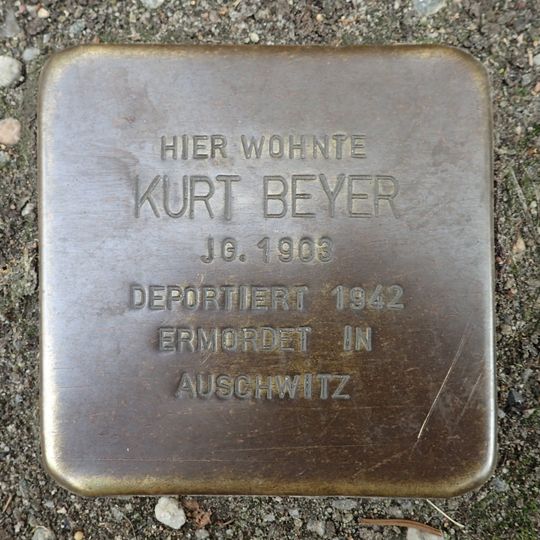 HIER WOHNTE
KURT BEYER
JG. 1903
DEPORTIERT 1942
ERMORDET IN
AUSCHWITZ